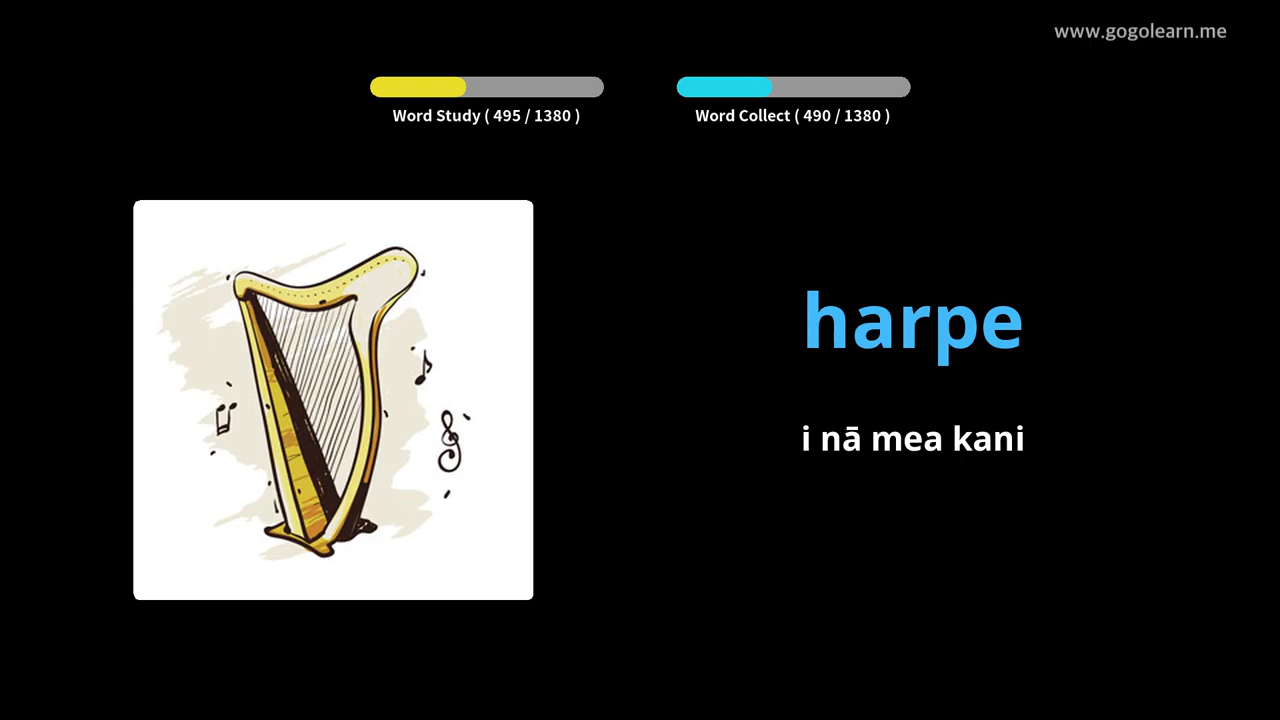 www.gogolearn.me
Word Study ( 495 / 1380 )
Word Collect ( 490 / 1380 )
harpe
i nā mea kani